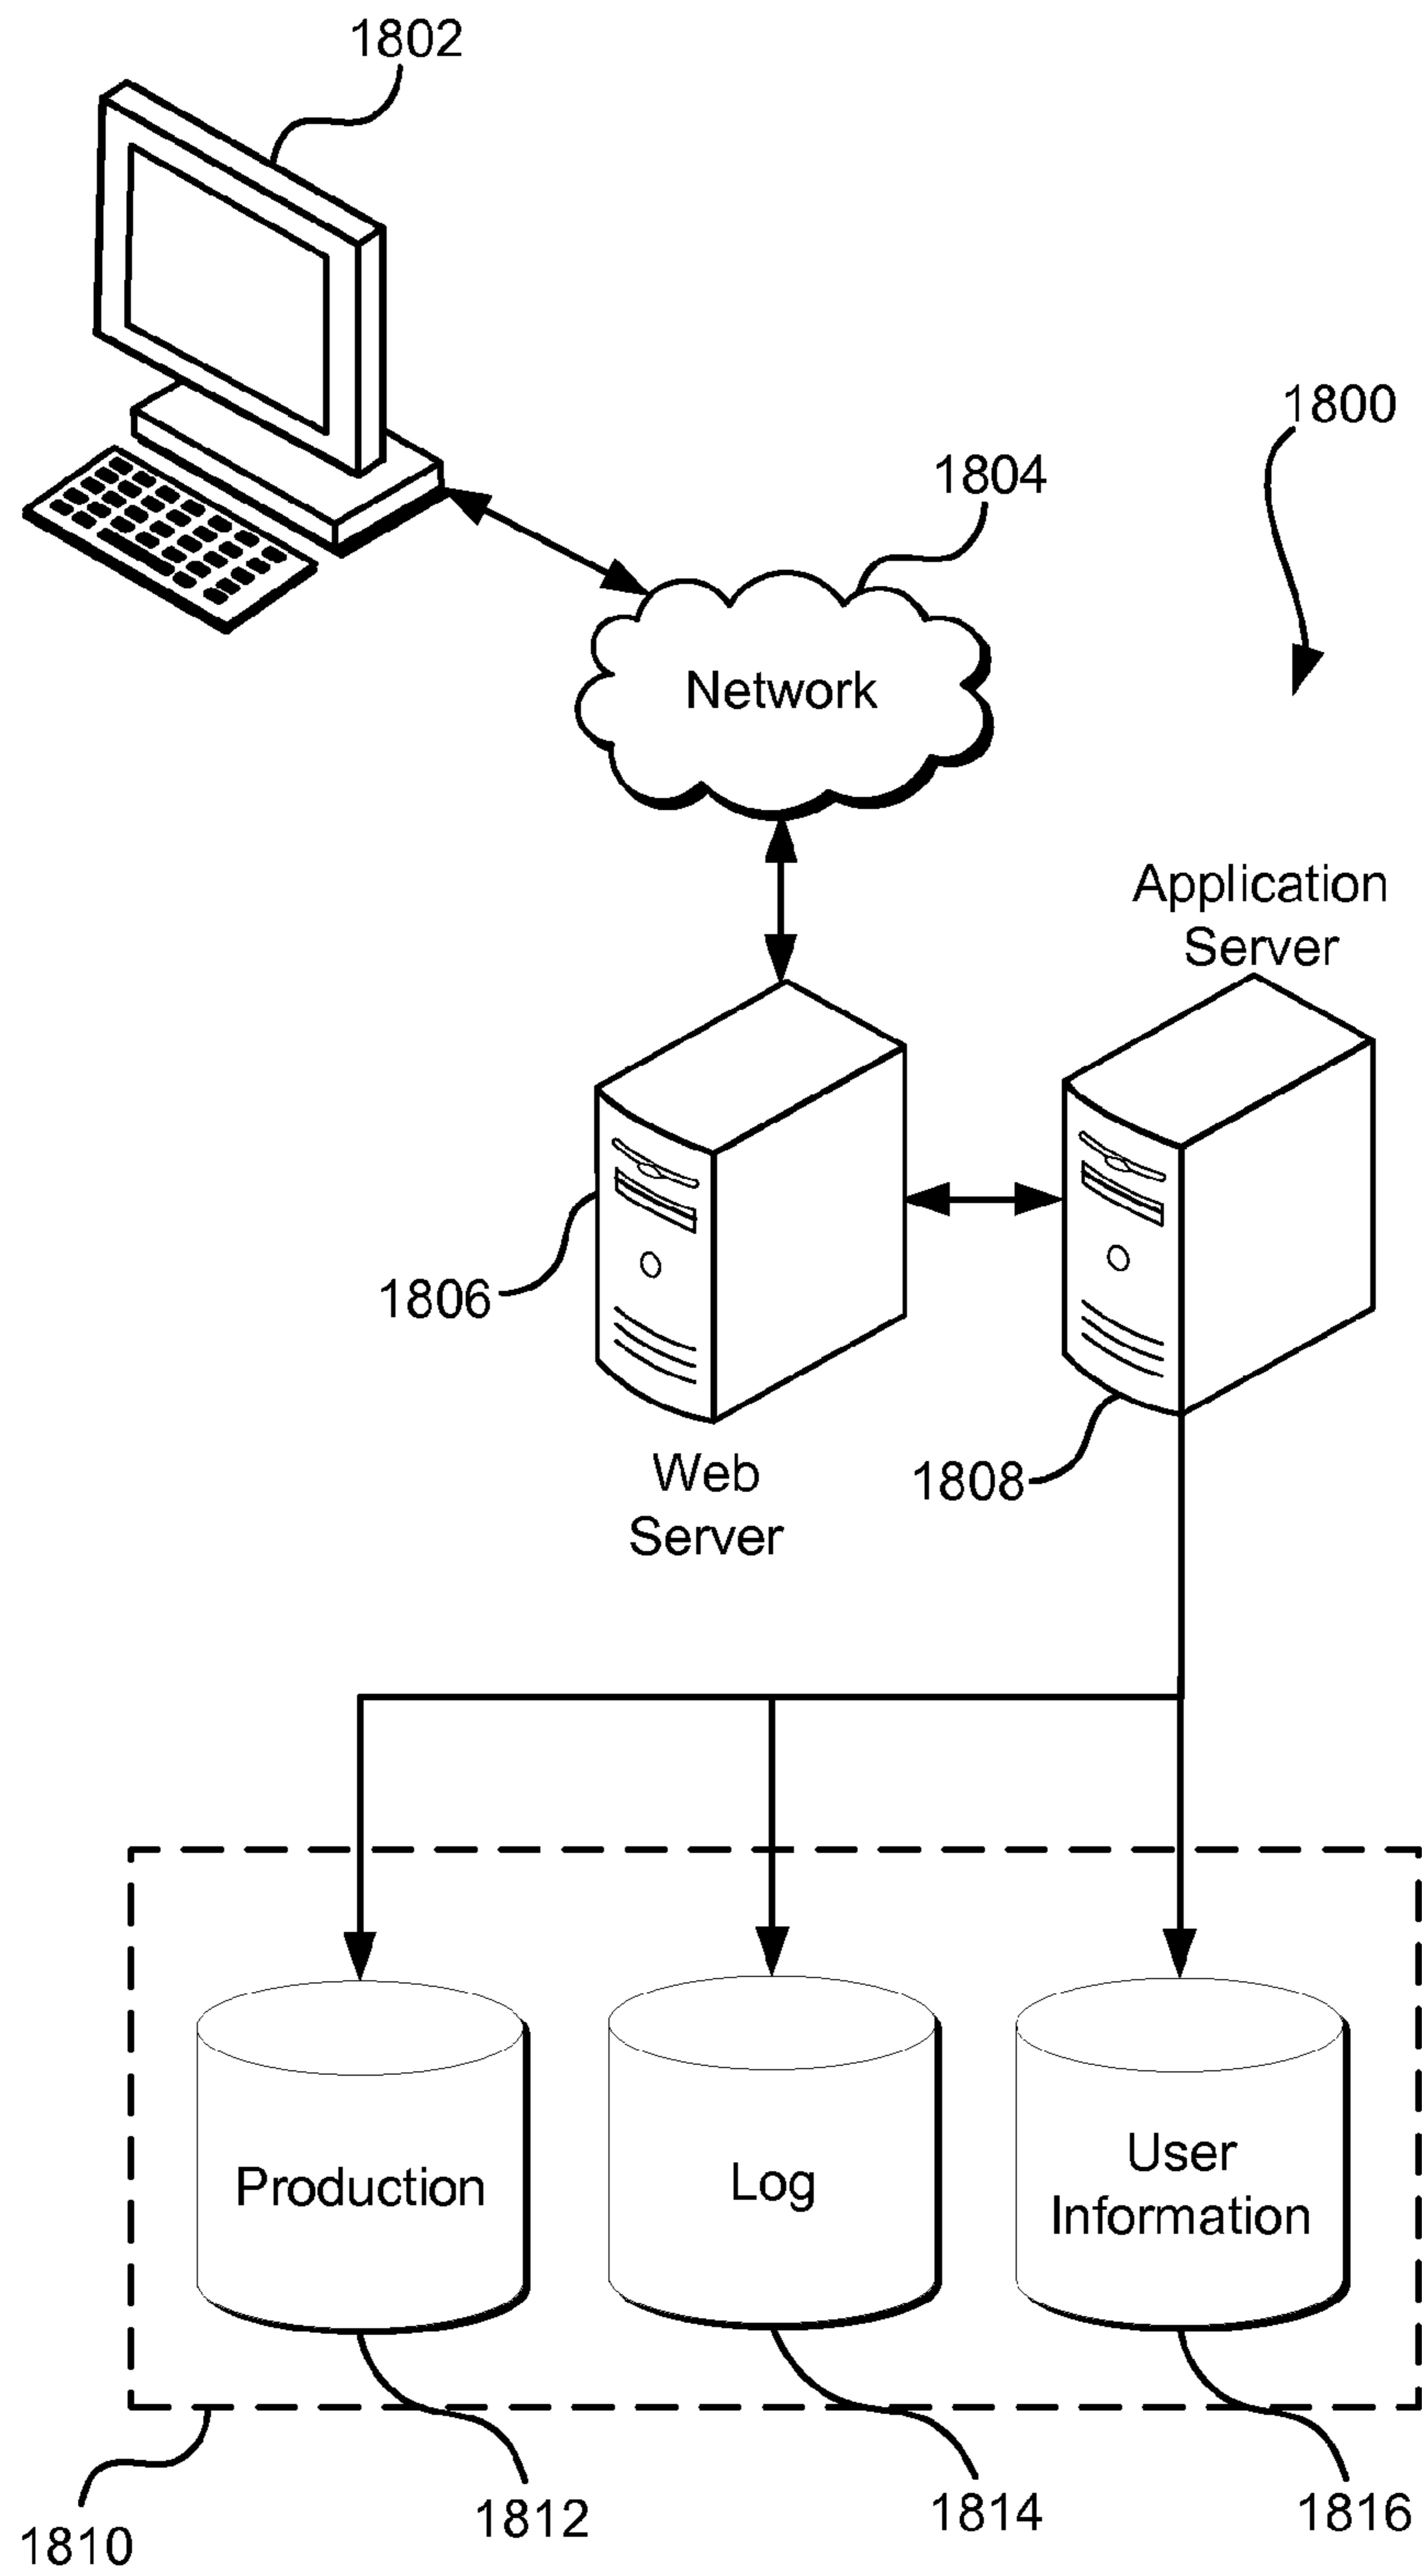 1802
1800
1804
Network
Application
Server
1806
Web
Server
1808
Production
Log
User
Information
1810
1812
1814
1816